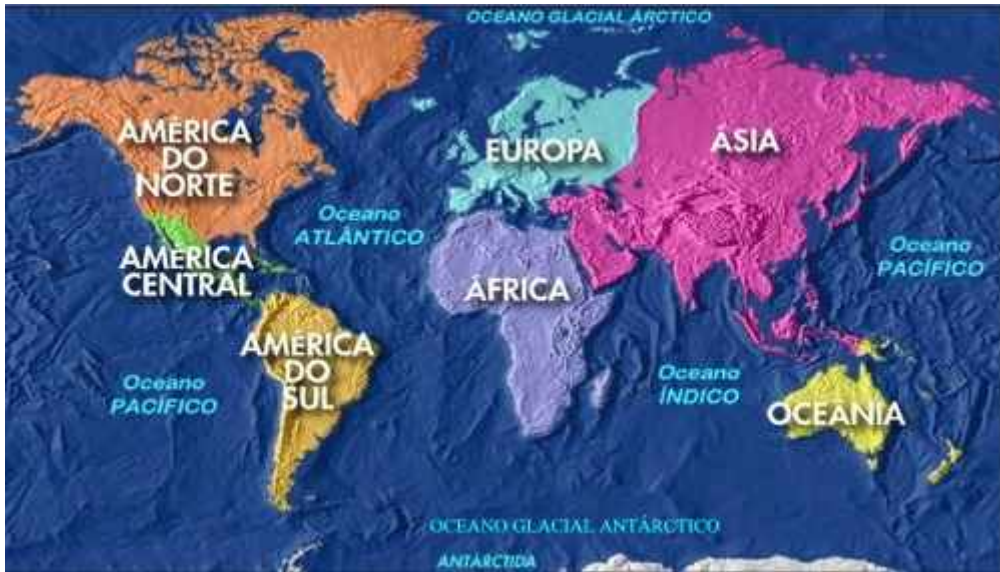 OCEANO GLACIAL ÁRCTICO
AMÉRICA
DO
NORTE
EUROPA
ÁSIA
Oceano
ATLÂNTICO
AMÉRICA
CENTRAL
ÁFRICA
Oceano
PACÍFICO
AMÉRICA
DO
SUL
Oceano
PACÍFICO
Oceano
ÍNDICO
OCEÂNIA
OCEANO GLACIAL ANTÁRCTICO
ANTÁRCTIDA